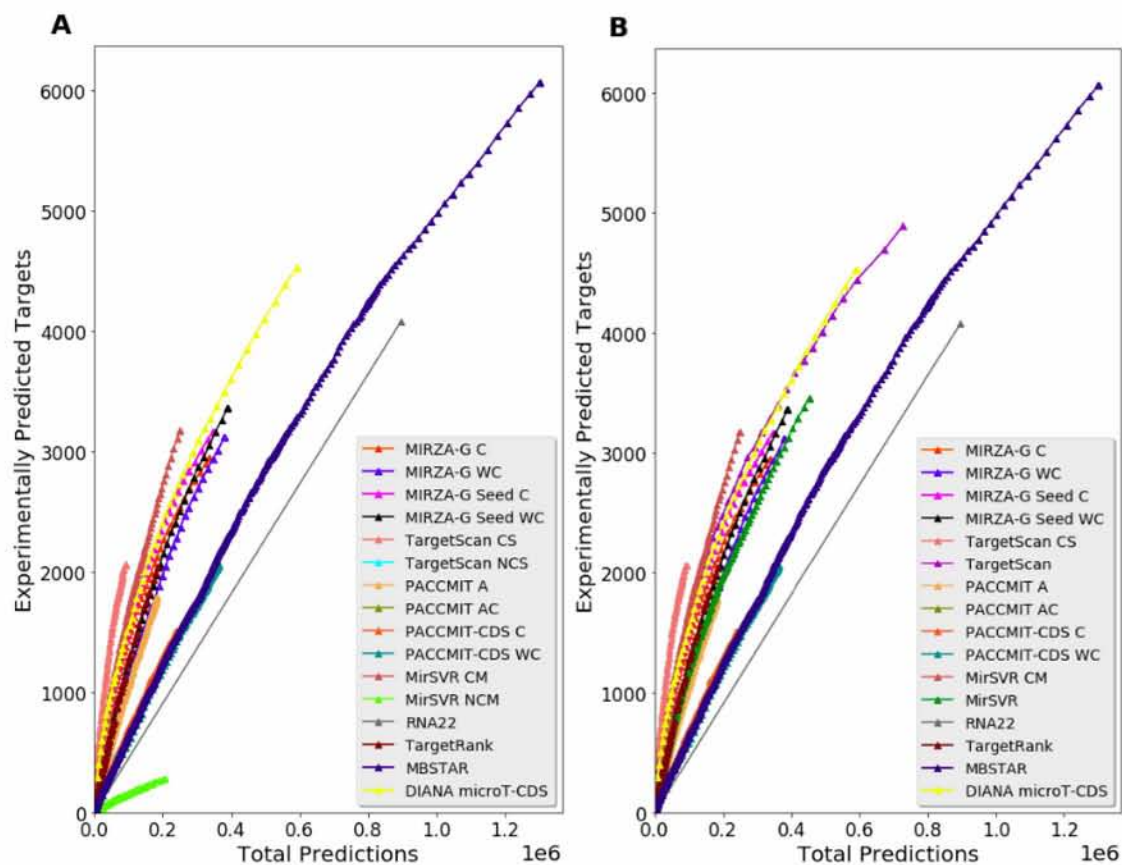 A
Experimentally Predicted Targets
6000
5000
4000
3000
2000
1000
0
MIRZA-G C
MIRZA-G WC
MIRZA-G Seed C
MIRZA-G Seed WC
TargetScan CS
TargetScan NCS
PACCMIT A
PACCMIT AC
PACCMIT-CDS C
PACCMIT-CDS WC
MirSVR CM
MirSVR NCM
RNA22
TargetRank
MBSTAR
DIANA microT-CDS
0.0 0.2 0.4 0.6 0.8 1.0 1.2
Total Predictions
1e6
B
Experimentally Predicted Targets
6000
5000
4000
3000
2000
1000
0
MIRZA-G C
MIRZA-G WC
MIRZA-G Seed C
MIRZA-G Seed WC
TargetScan CS
TargetScan
PACCMIT A
PACCMIT AC
PACCMIT-CDS C
PACCMIT-CDS WC
MirSVR CM
MirSVR
RNA22
TargetRank
MBSTAR
DIANA microT-CDS
0.0 0.2 0.4 0.6 0.8 1.0 1.2
Total Predictions
1e6